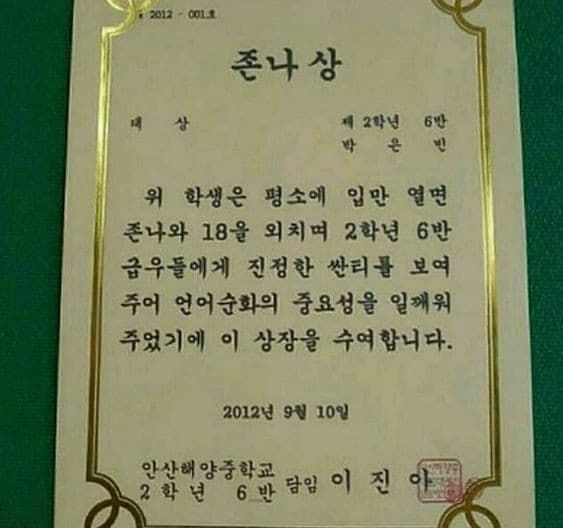 2012 - 001호
존나상
대 상 제 2학년 6반
박 은 빈
위 학생은 평소에 입만 열면
존나와 18을 외치며 2학년 6반
급우들에게 진정한 싼티를 보여
주어 언어순화의 중요성을 일깨워
주었기에 이 상장을 수여합니다.
2012년 9월 10일
안산해양중학교
2학년 6반 담임 이진아